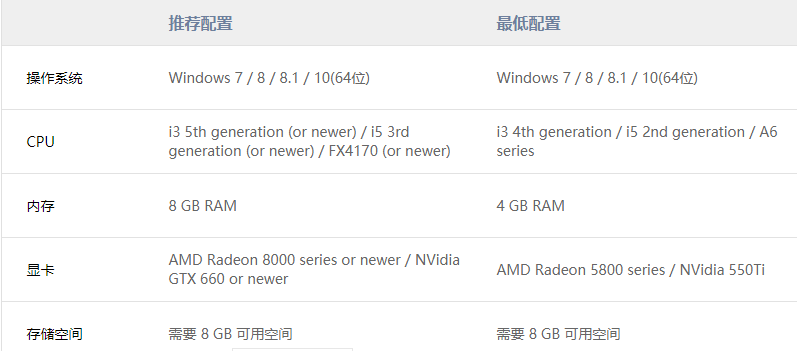 推荐配置 最低配置
操作系统 Windows 7 / 8 / 8.1 / 10(64位) Windows 7 / 8 / 8.1 / 10(64位)
CPU i3 5th generation (or newer) / i5 3rd generation (or newer) / FX4170 (or newer) i3 4th generation / i5 2nd generation / A6 series
内存 8 GB RAM 4 GB RAM
显卡 AMD Radeon 8000 series or newer / NVidia GTX 660 or newer AMD Radeon 5800 series / NVidia 550Ti
存储空间 需要 8 GB 可用空间 需要 8 GB 可用空间